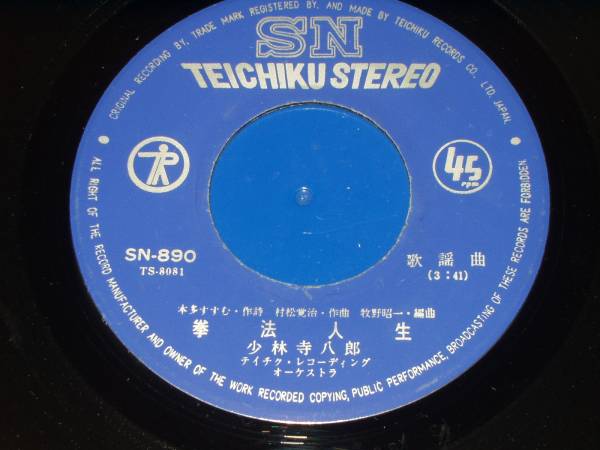 ORIGINAL RECORDING BY, TRADE MARK REGISTERED BY, AND MADE BY TEICHIKU RECORDS CO., LTD. JAPAN.
SN
TEICHIKU STEREO
45
rpm
SN-890
TS-8081
歌謡曲
(3:41)
本多すすむ・作詩 村松覚治・作曲 牧野昭一・編曲
拳法人生
少林寺八郎
テイチク・レコーディング
オーケストラ
ALL RIGHT OF THE RECORD MANUFACTURER AND OWNER OF THE WORK RECORDED COPYING, PUBLIC PERFORMANCE, BROADCASTING OF THESE RECORDS ARE FORBIDDEN.